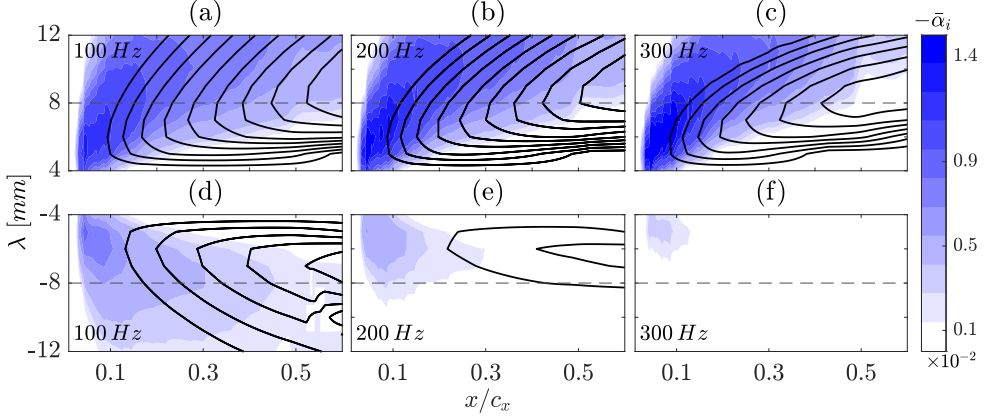 (a) (b) (c) −ᾱᵢ
12 100 Hz 200 Hz 300 Hz 1.4
8
0.9
4
(d) (e) (f)
-4
λ [mm] 0.5
-8
100 Hz 200 Hz 300 Hz 0.1
-12 ×10⁻²
0.1 0.3 0.5 0.1 0.3 0.5 0.1 0.3 0.5
x/cₓ